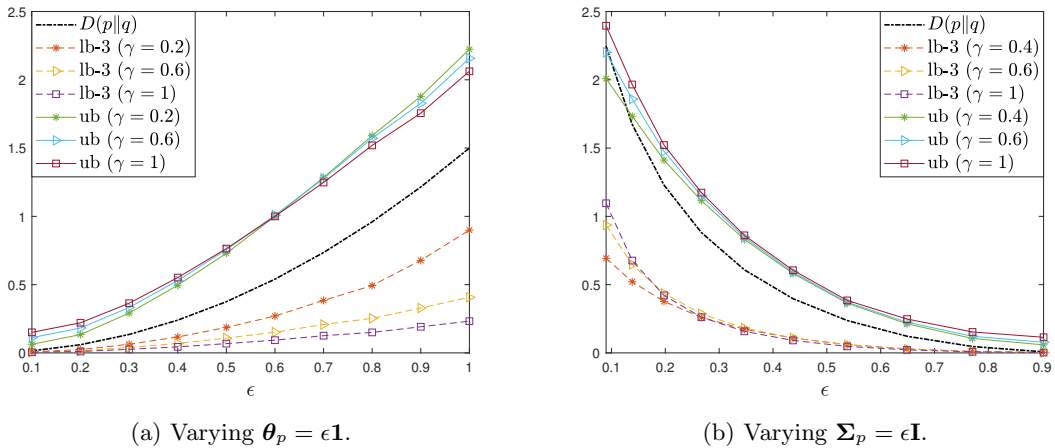 2.5
2
1.5
1
0.5
0
D(p∥q)
lb-3 (γ = 0.2)
lb-3 (γ = 0.6)
lb-3 (γ = 1)
ub (γ = 0.2)
ub (γ = 0.6)
ub (γ = 1)
0.1 0.2 0.3 0.4 0.5 0.6 0.7 0.8 0.9 1
ϵ
(a) Varying θₚ = ϵ1.
2.5
2
1.5
1
0.5
0
D(p∥q)
lb-3 (γ = 0.4)
lb-3 (γ = 0.6)
lb-3 (γ = 1)
ub (γ = 0.4)
ub (γ = 0.6)
ub (γ = 1)
0.1 0.2 0.3 0.4 0.5 0.6 0.7 0.8 0.9
ϵ
(b) Varying Σₚ = ϵI.